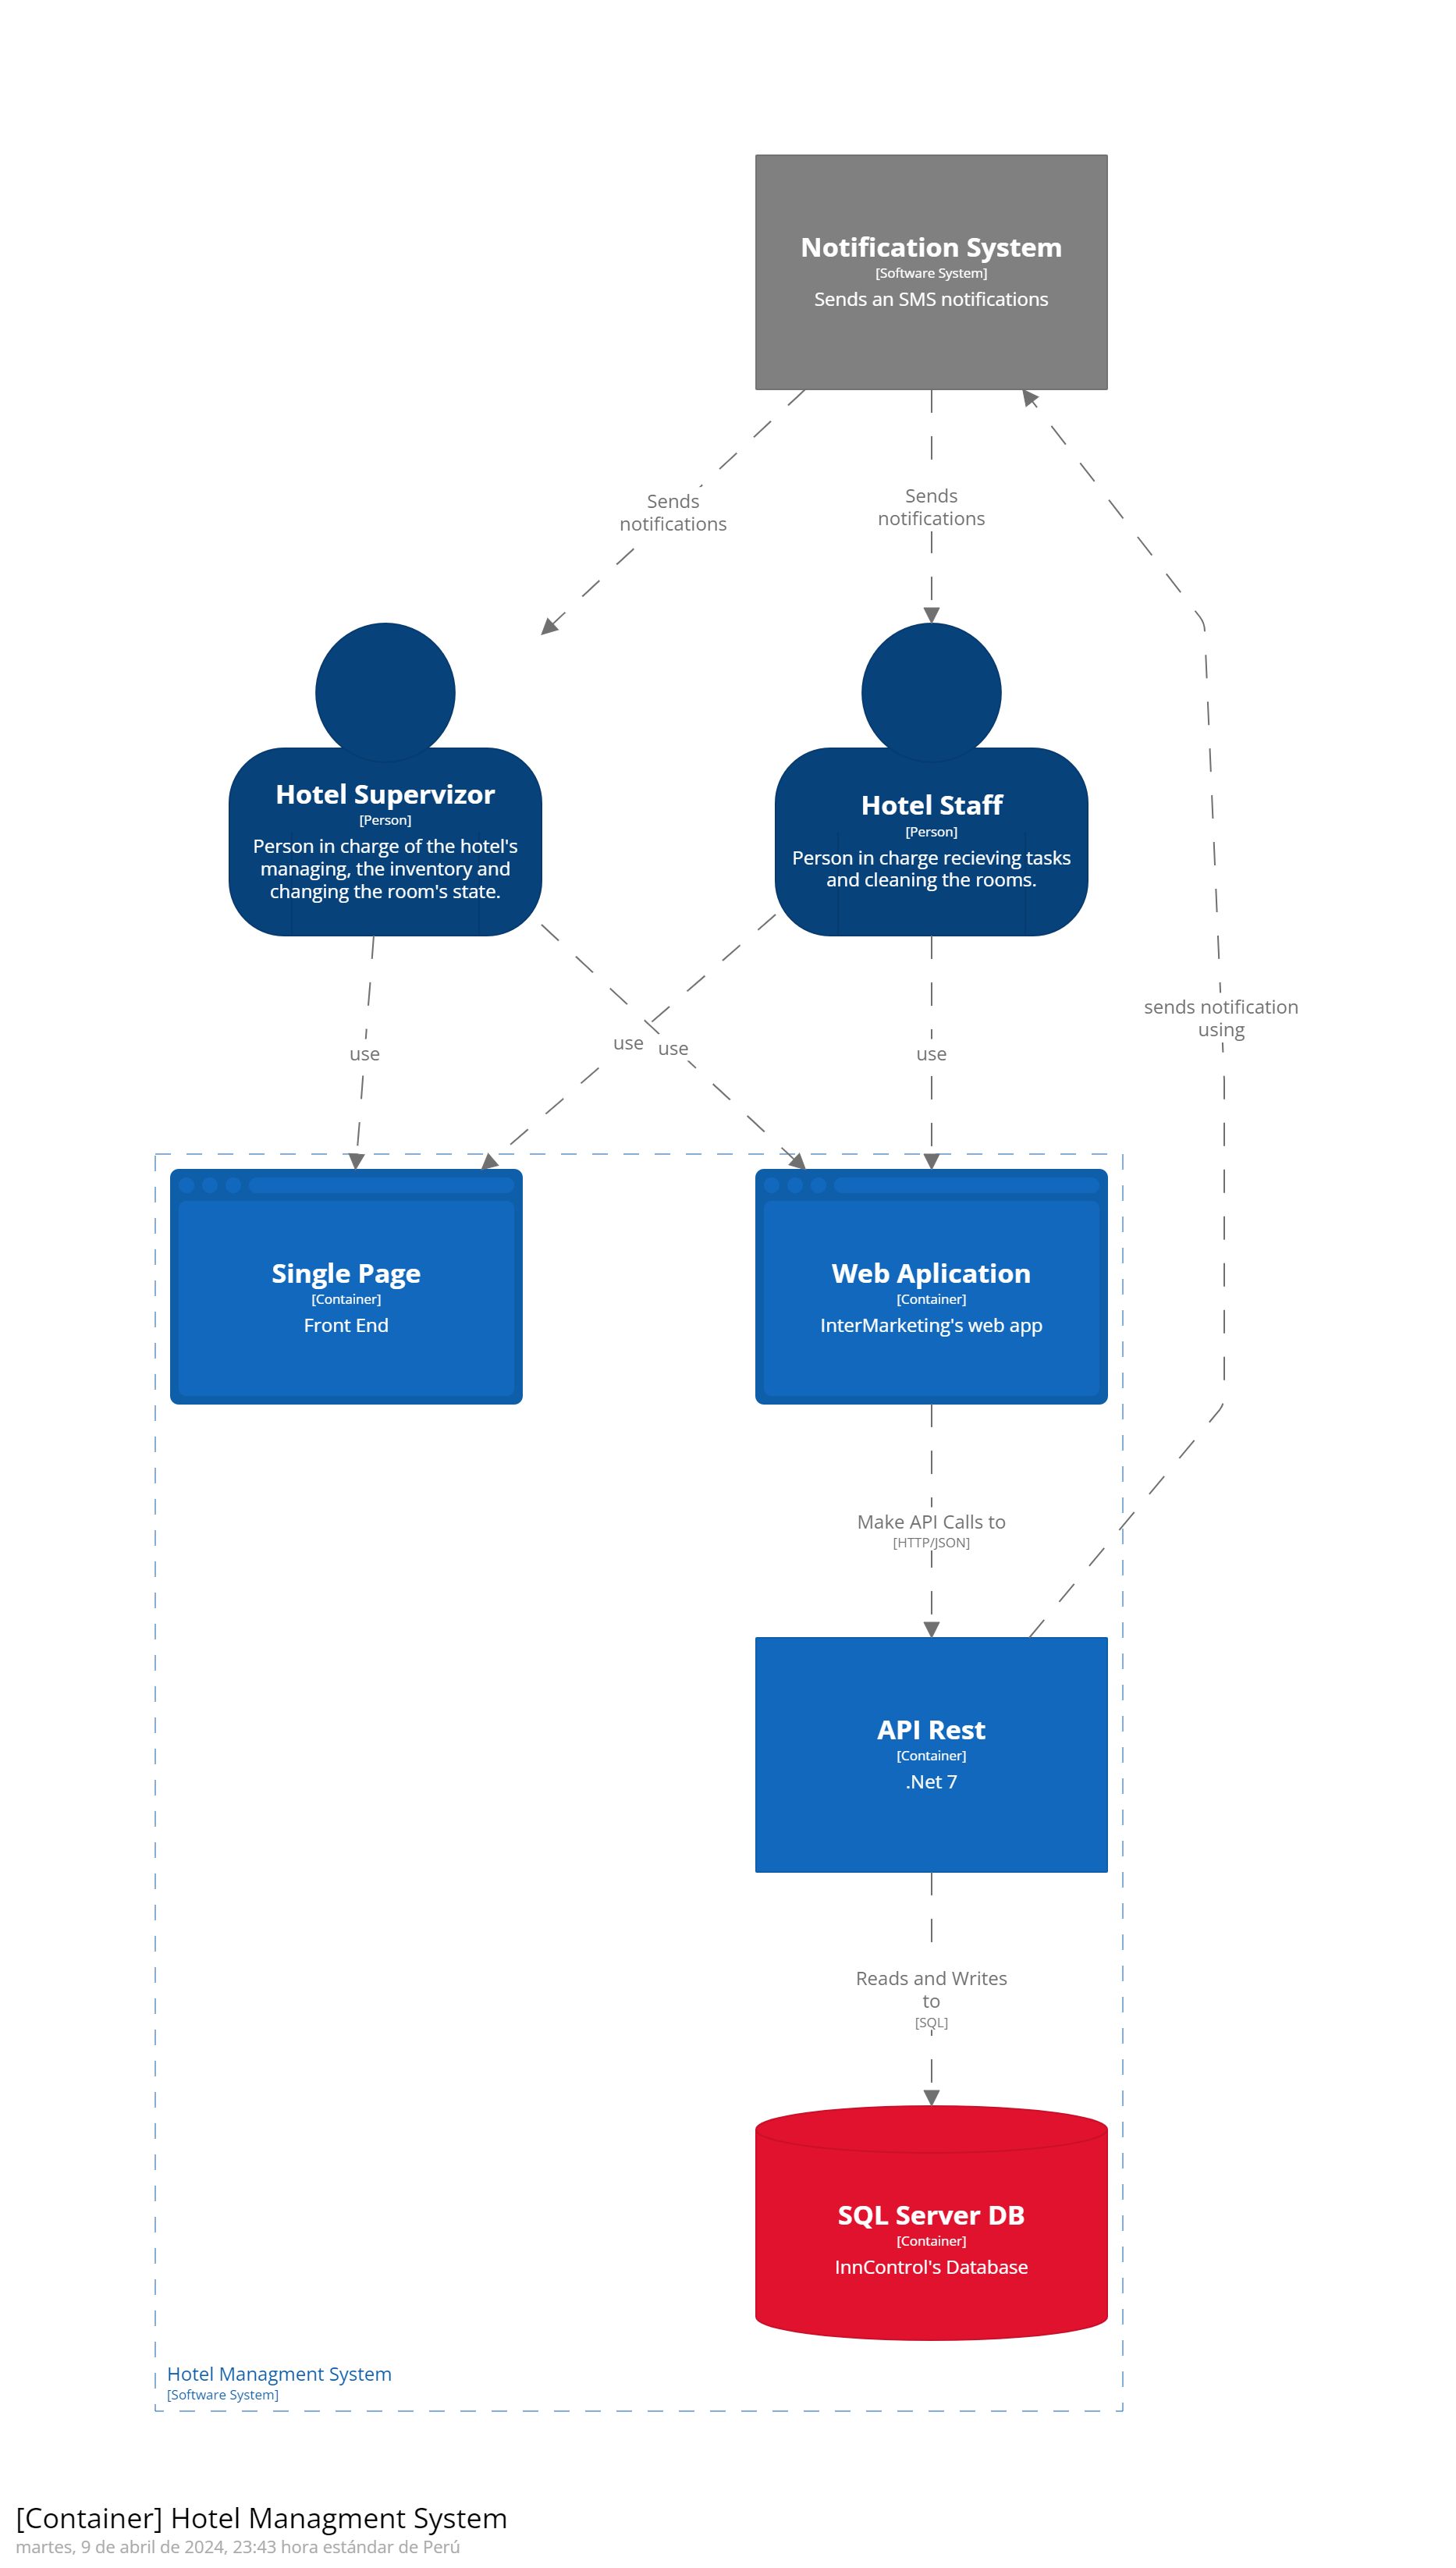 Notification System
[Software System]
Sends an SMS notifications
Sends
notifications
Sends
notifications
Hotel Supervizor
[Person]
Person in charge of the hotel's
managing, the inventory and
changing the room's state.
Hotel Staff
[Person]
Person in charge recieving tasks
and cleaning the rooms.
sends notification
using
use
use
use
use
Single Page
[Container]
Front End
Web Aplication
[Container]
InterMarketing's web app
Make API Calls to
[HTTP/JSON]
API Rest
[Container]
.Net 7
Reads and Writes
to
[SQL]
SQL Server DB
[Container]
InnControl's Database
Hotel Managment System
[Software System]
[Container] Hotel Managment System
martes, 9 de abril de 2024, 23:43 hora estándar de Perú